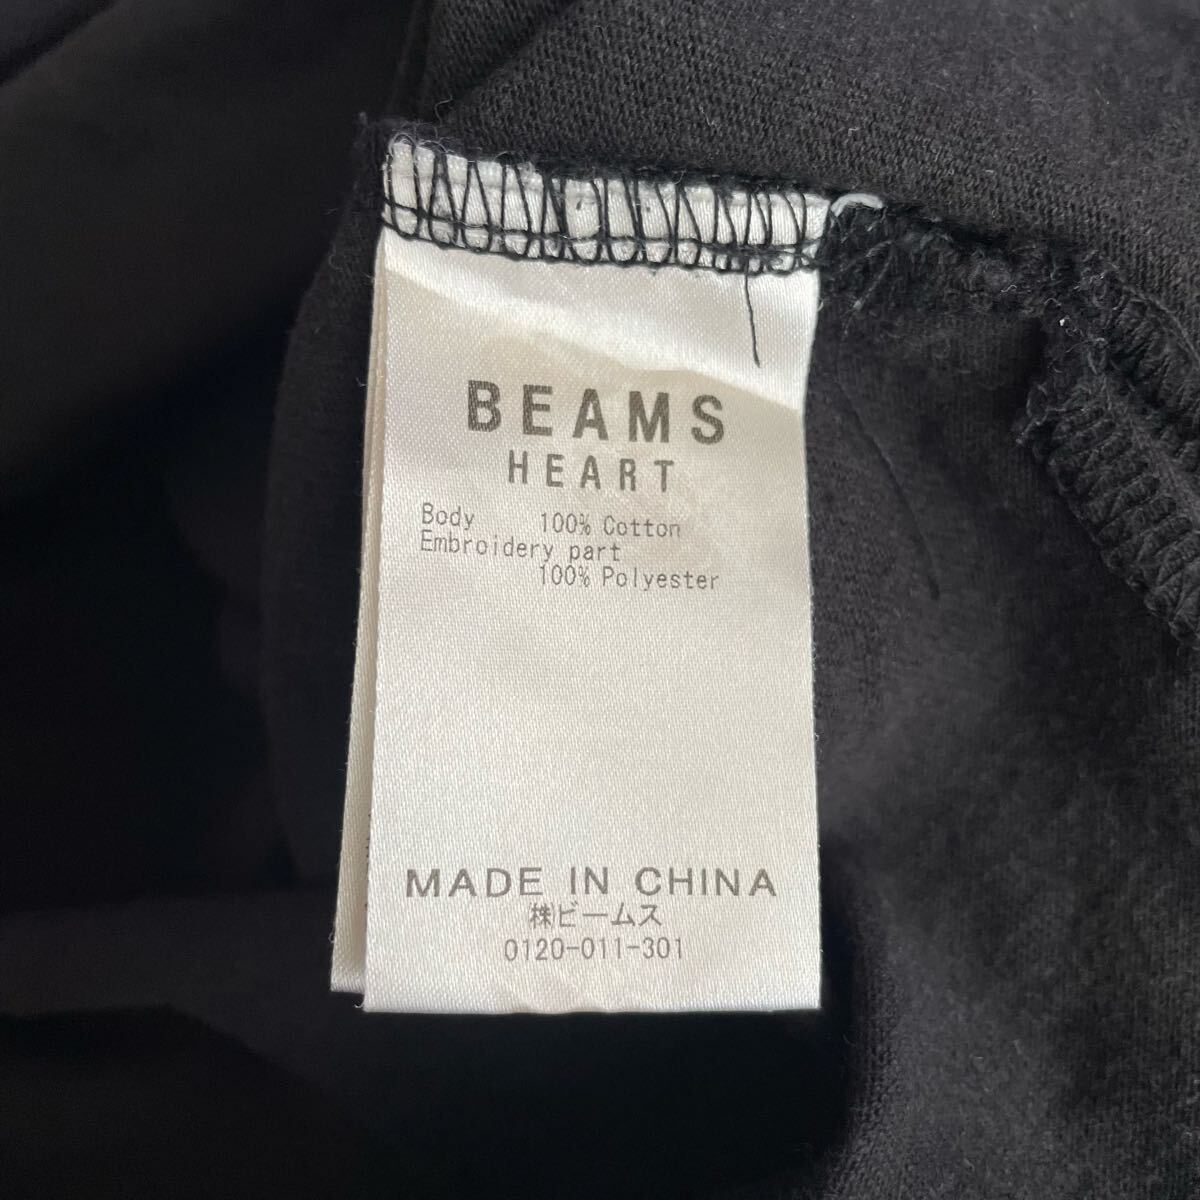 BEAMS
HEART
Body 100% Cotton
Embroidery part
100% Polyester
MADE IN CHINA
㈱ビームス
0120-011-301